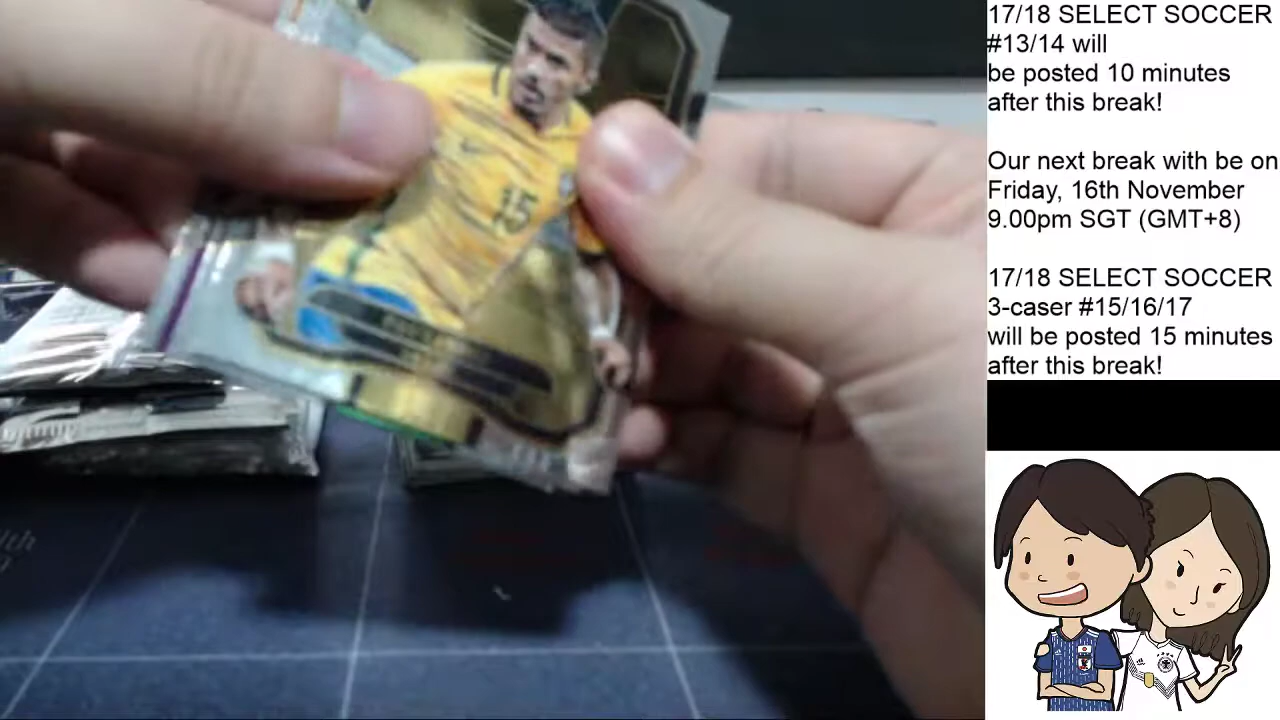 17/18 SELECT SOCCER
#13/14 will
be posted 10 minutes
after this break!
Our next break with be on
Friday, 16th November
9.00pm SGT (GMT+8)
17/18 SELECT SOCCER
3-caser #15/16/17
will be posted 15 minutes
after this break!
15